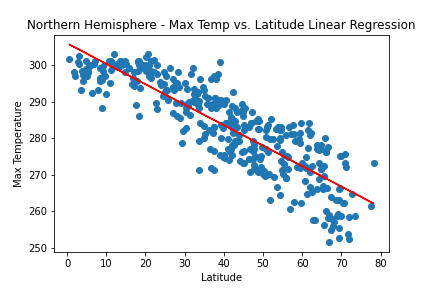 Northern Hemisphere - Max Temp vs. Latitude Linear Regression
Max Temperature
300
290
280
270
260
250
0 10 20 30 40 50 60 70 80
Latitude